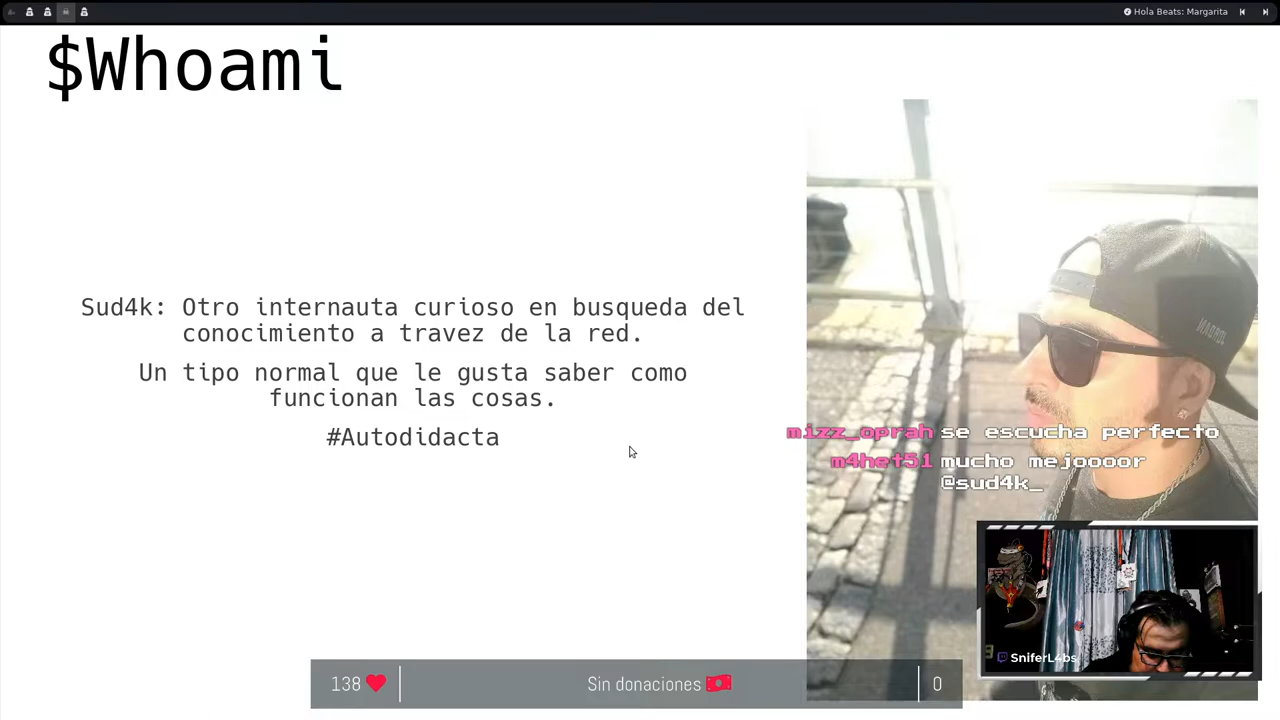 Hola Beats: Margarita
$Whoami
Sud4k: Otro internauta curioso en busqueda del
conocimiento a travez de la red.
Un tipo normal que le gusta saber como
funcionan las cosas.
#Autodidacta
mizz_oprah se escucha perfecto
m4het51 mucho mejoooor
@sud4k_
SniferL4bs
138
Sin donaciones
0